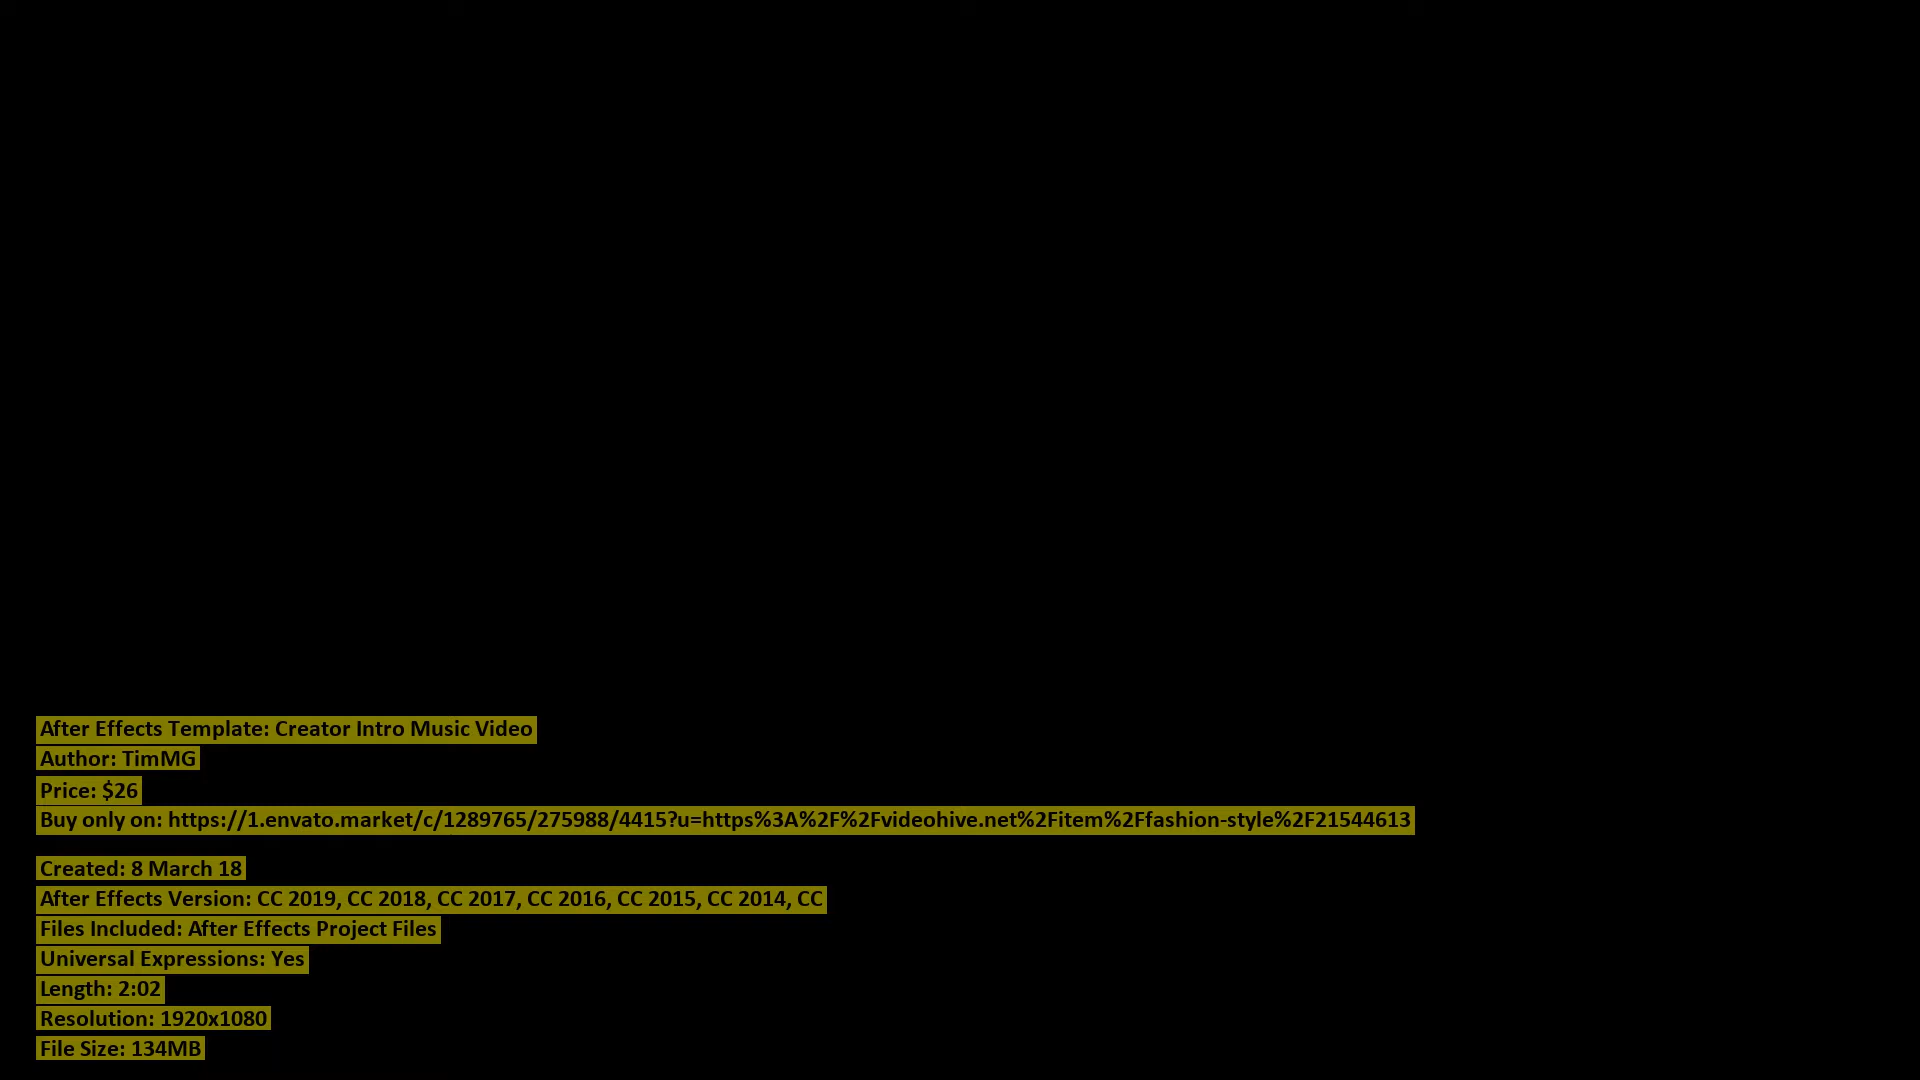 After Effects Template: Creator Intro Music Video
Author: TimMG
Price: $26
Buy only on: https://1.envato.market/c/1289765/275988/4415?u=https%3A%2F%2Fvideohive.net%2Fitem%2Ffashion-style%2F21544613
Created: 8 March 18
After Effects Version: CC 2019, CC 2018, CC 2017, CC 2016, CC 2015, CC 2014, CC
Files Included: After Effects Project Files
Universal Expressions: Yes
Length: 2:02
Resolution: 1920x1080
File Size: 134MB